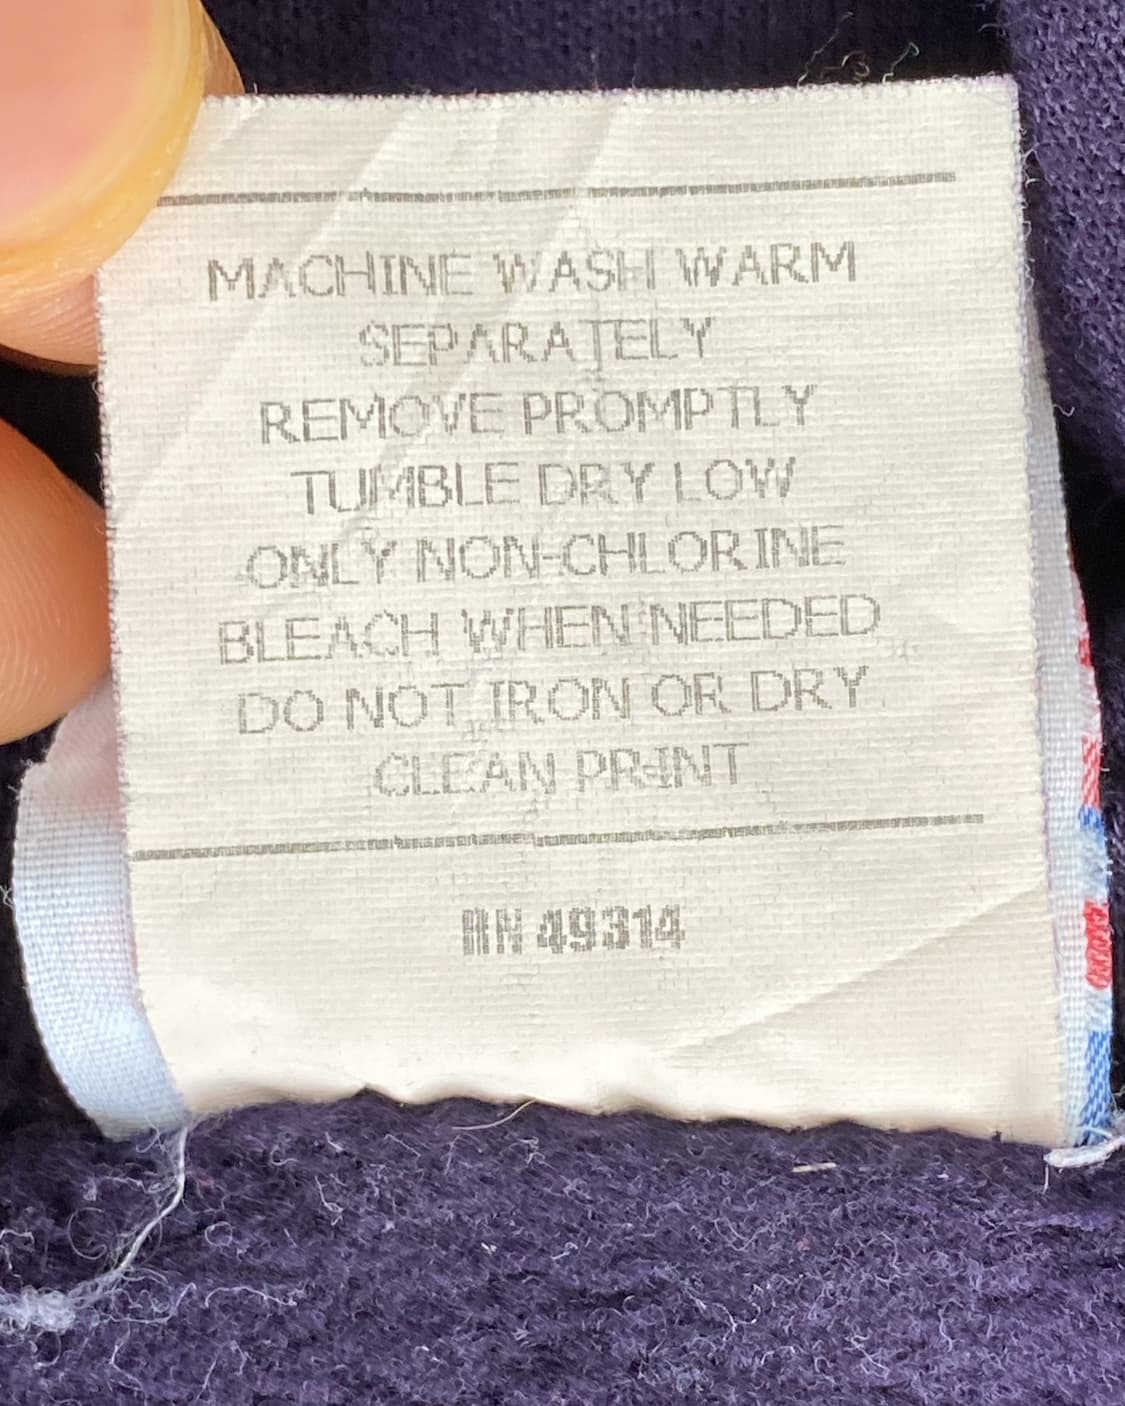 MACHINE WASH WARM
SEPARATELY
REMOVE PROMPTLY
TUMBLE DRY LOW
ONLY NON-CHLORINE
BLEACH WHEN NEEDED
DO NOT IRON OR DRY
CLEAN PRINT
RN 49314